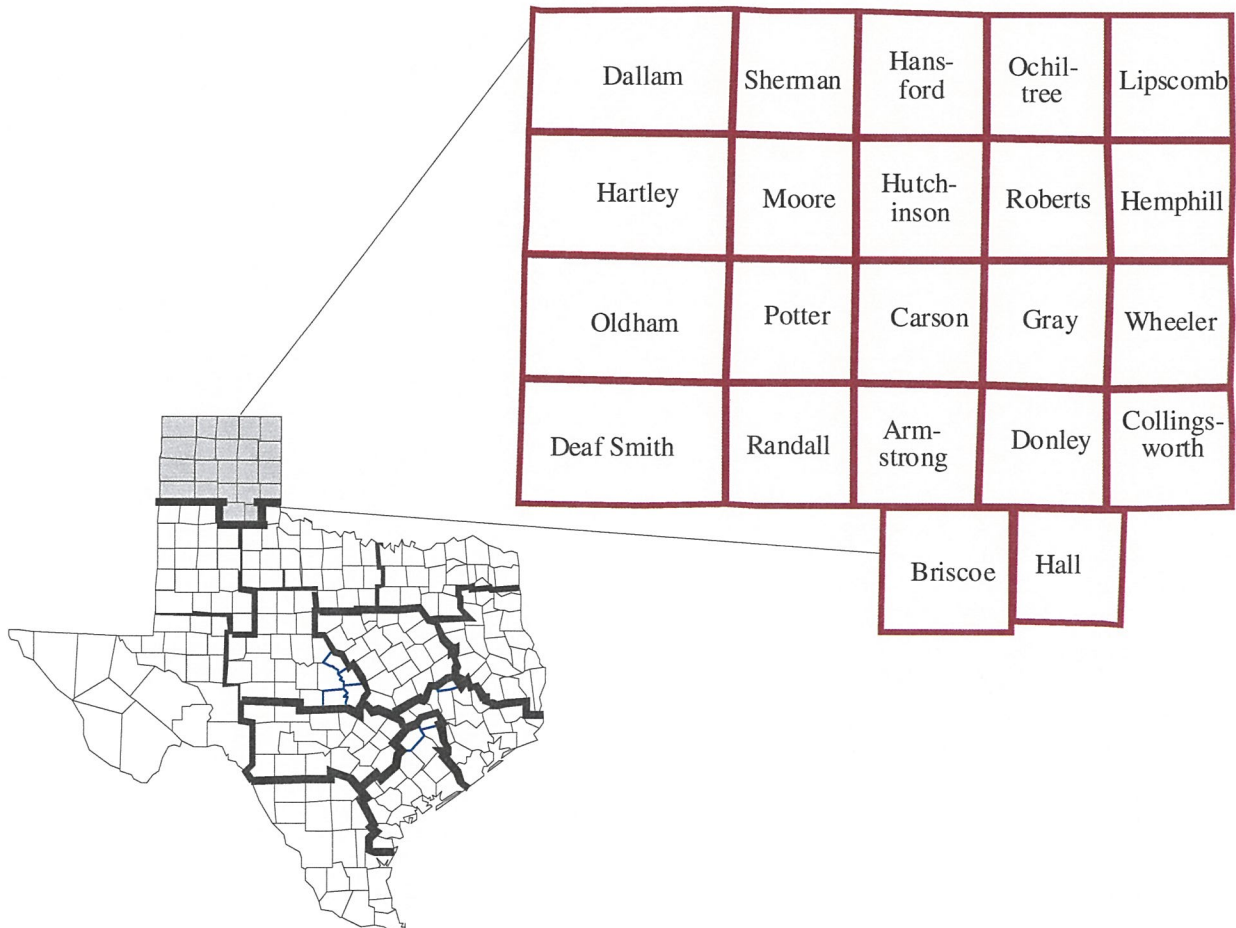 Dallam
Sherman
Hans-
ford
Ochil-
tree
Lipscomb
Hartley
Moore
Hutch-
inson
Roberts
Hemphill
Oldham
Potter
Carson
Gray
Wheeler
Deaf Smith
Randall
Arm-
strong
Donley
Collings-
worth
Briscoe
Hall